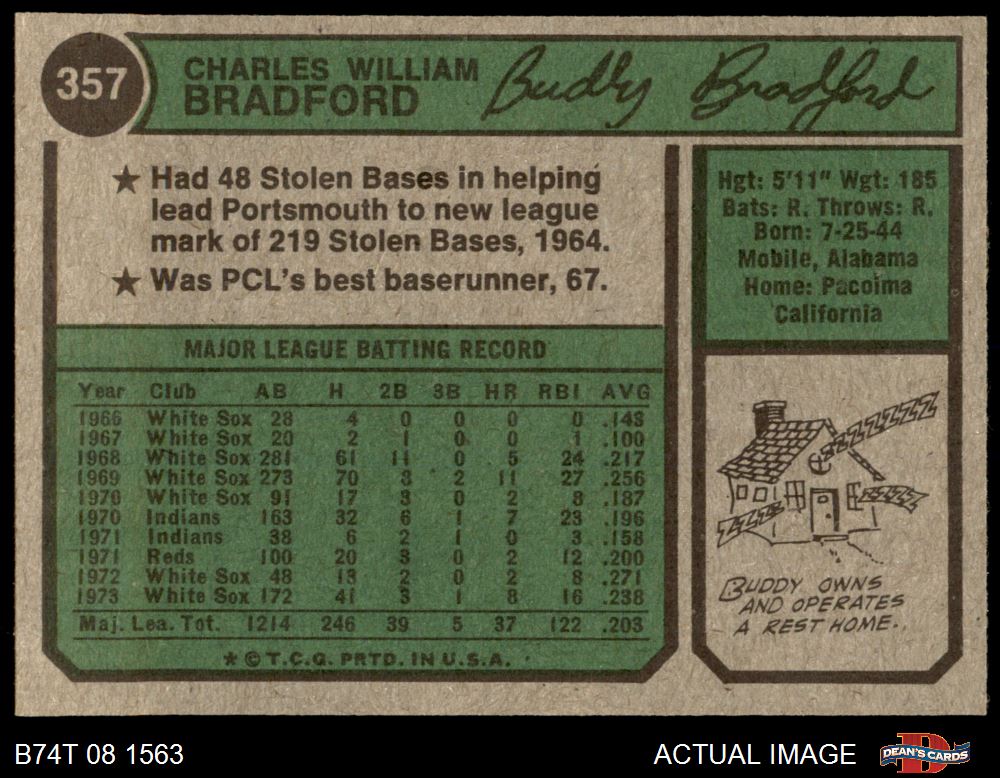 357
CHARLES WILLIAM
BRADFORD
Buddy Bradford
★ Had 48 Stolen Bases in helping
lead Portsmouth to new league
mark of 219 Stolen Bases, 1964.
★ Was PCL's best baserunner, 67.
Hgt: 5'11" Wgt: 185
Bats: R. Throws: R.
Born: 7-25-44
Mobile, Alabama
Home: Pacoima
California
MAJOR LEAGUE BATTING RECORD
Year Club AB H 2B 3B HR RBI AVG
1966 White Sox 28 4 0 0 0 0 .143
1967 White Sox 20 2 1 0 0 1 .100
1968 White Sox 281 61 11 0 5 24 .217
1969 White Sox 273 70 3 2 11 27 .256
1970 White Sox 91 17 3 0 2 8 .187
1970 Indians 163 32 6 1 7 23 .196
1971 Indians 38 6 2 1 0 3 .158
1971 Reds 100 20 3 0 2 12 .200
1972 White Sox 48 13 2 0 2 8 .271
1973 White Sox 172 41 3 1 8 16 .238
Maj. Lea. Tot. 1214 246 39 5 37 122 .203
★ © T.C.G. PRTD. IN U.S.A.
ZZZZZZZZZZ
ZZZZZ
ZZZZ
BUDDY OWNS
AND OPERATES
A REST HOME.
B74T 08 1563
ACTUAL IMAGE
D
DEAN'S CARDS